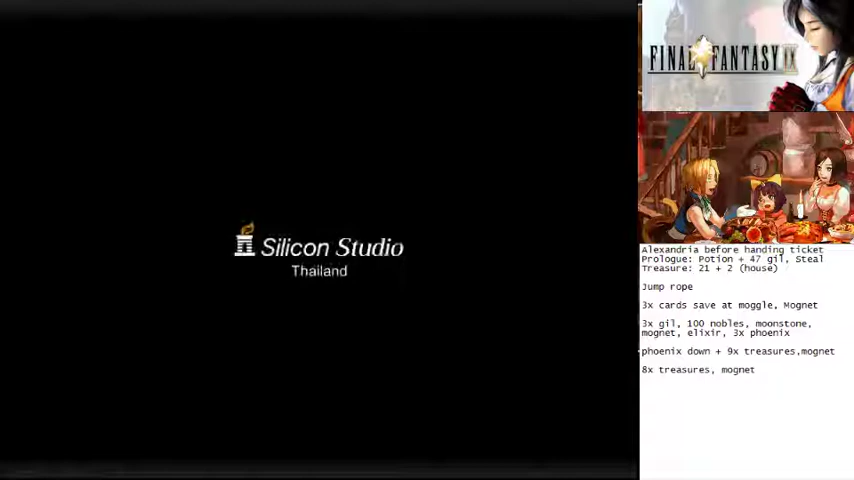 Silicon Studio
Thailand
FINAL FANTASY IX
Alexandria before handing ticket
Prologue: Potion + 47 gil, Steal
Treasure: 21 + 2 (house)
Jump rope
3x cards save at moggle, Mognet
3x gil, 100 nobles, moonstone,
mognet, elixir, 3x phoenix
phoenix down + 9x treasures,mognet
8x treasures, mognet